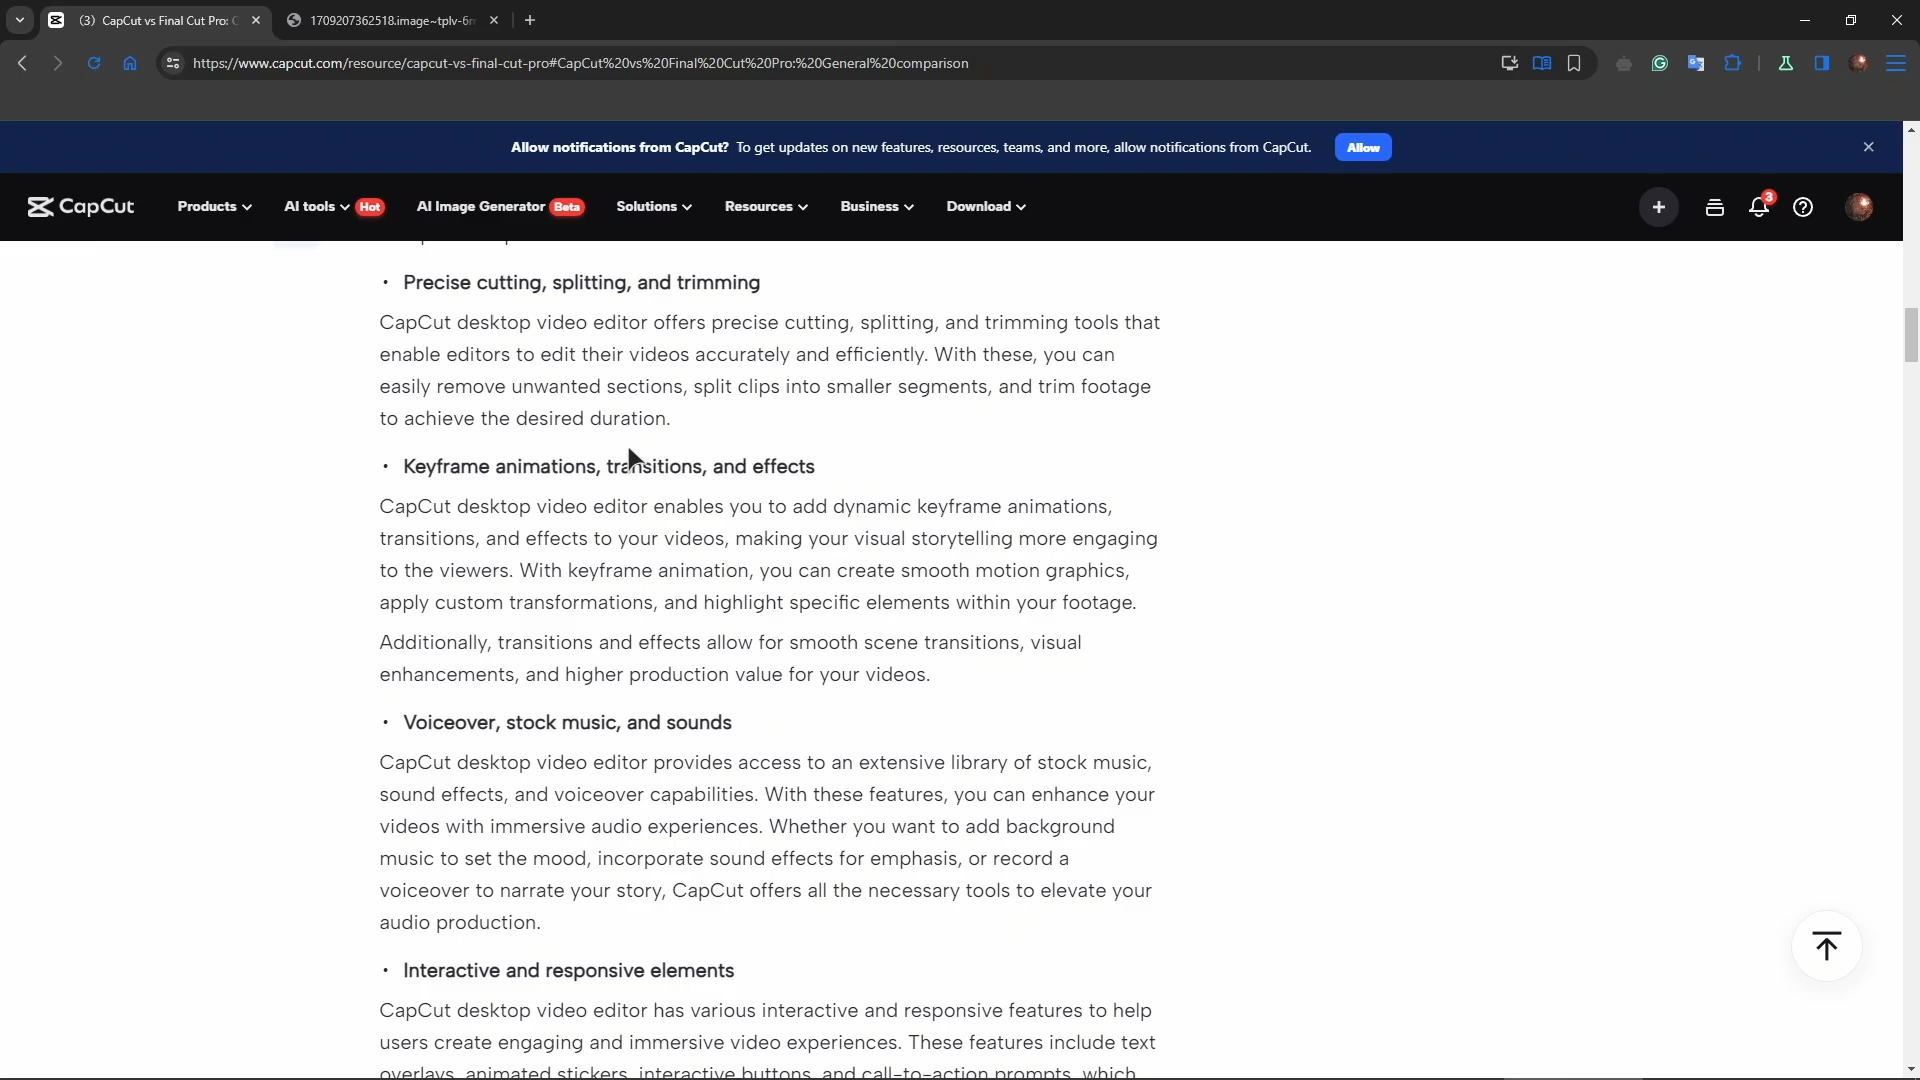 (3) CapCut vs Final Cut Pro:
1709207362518.image~tplv-6
https://www.capcut.com/resource/capcut-vs-final-cut-pro#CapCut%20vs%20Final%20Cut%20Pro:%20General%20comparison
Allow notifications from CapCut? To get updates on new features, resources, teams, and more, allow notifications from CapCut. Allow
CapCut Products AI tools Hot AI Image Generator Beta Solutions Resources Business Download 3
• Precise cutting, splitting, and trimming
CapCut desktop video editor offers precise cutting, splitting, and trimming tools that
enable editors to edit their videos accurately and efficiently. With these, you can
easily remove unwanted sections, split clips into smaller segments, and trim footage
to achieve the desired duration.
• Keyframe animations, transitions, and effects
CapCut desktop video editor enables you to add dynamic keyframe animations,
transitions, and effects to your videos, making your visual storytelling more engaging
to the viewers. With keyframe animation, you can create smooth motion graphics,
apply custom transformations, and highlight specific elements within your footage.
Additionally, transitions and effects allow for smooth scene transitions, visual
enhancements, and higher production value for your videos.
• Voiceover, stock music, and sounds
CapCut desktop video editor provides access to an extensive library of stock music,
sound effects, and voiceover capabilities. With these features, you can enhance your
videos with immersive audio experiences. Whether you want to add background
music to set the mood, incorporate sound effects for emphasis, or record a
voiceover to narrate your story, CapCut offers all the necessary tools to elevate your
audio production.
• Interactive and responsive elements
CapCut desktop video editor has various interactive and responsive features to help
users create engaging and immersive video experiences. These features include text
overlays, animated stickers, interactive buttons, and call-to-action prompts, which